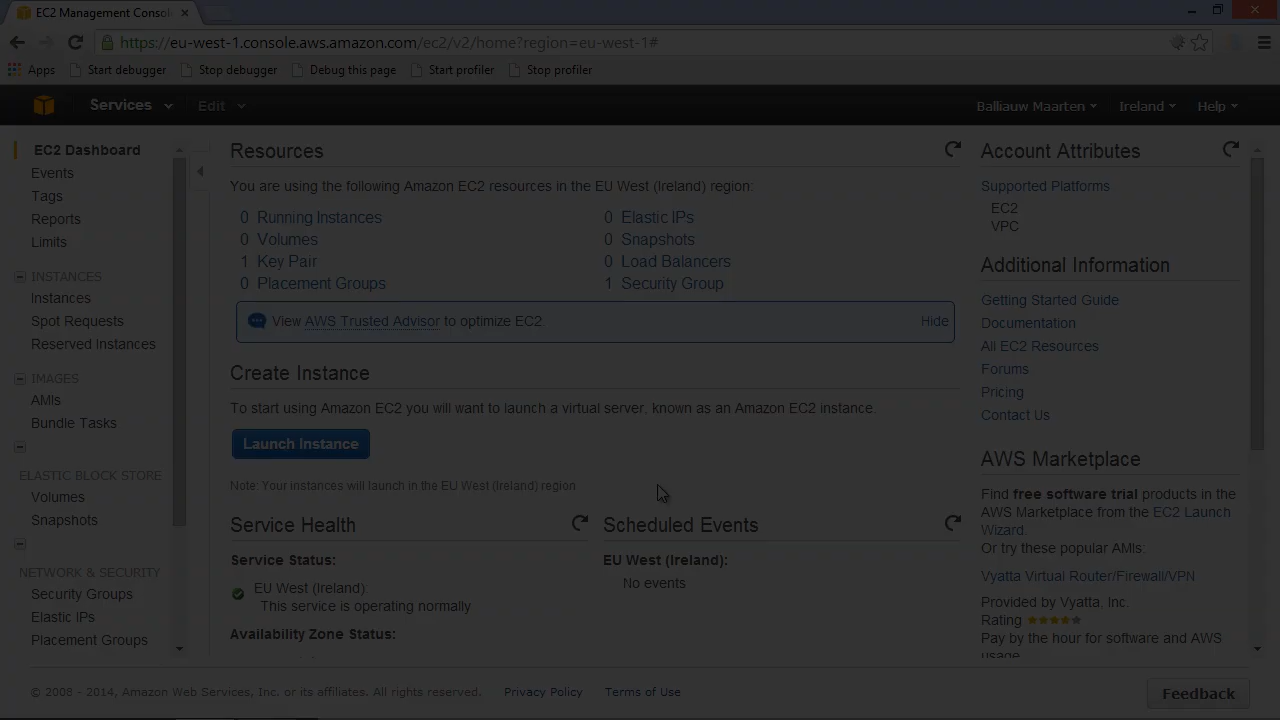 EC2 Management Consol
https://eu-west-1.console.aws.amazon.com/ec2/v2/home?region=eu-west-1#
Apps Start debugger Stop debugger Debug this page Start profiler Stop profiler
Services Edit Balliauw Maarten Ireland Help
EC2 Dashboard
Events
Tags
Reports
Limits
INSTANCES
Instances
Spot Requests
Reserved Instances
IMAGES
AMIs
Bundle Tasks
ELASTIC BLOCK STORE
Volumes
Snapshots
NETWORK & SECURITY
Security Groups
Elastic IPs
Placement Groups
Resources
You are using the following Amazon EC2 resources in the EU West (Ireland) region:
0 Running Instances 0 Elastic IPs
0 Volumes 0 Snapshots
1 Key Pair 0 Load Balancers
0 Placement Groups 1 Security Group
View AWS Trusted Advisor to optimize EC2. Hide
Create Instance
To start using Amazon EC2 you will want to launch a virtual server, known as an Amazon EC2 instance.
Launch Instance
Note: Your instances will launch in the EU West (Ireland) region
Service Health
Service Status:
EU West (Ireland):
This service is operating normally
Availability Zone Status:
Scheduled Events
EU West (Ireland):
No events
Account Attributes
Supported Platforms
EC2
VPC
Additional Information
Getting Started Guide
Documentation
All EC2 Resources
Forums
Pricing
Contact Us
AWS Marketplace
Find free software trial products in the
AWS Marketplace from the EC2 Launch
Wizard.
Or try these popular AMIs:
Vyatta Virtual Router/Firewall/VPN
Provided by Vyatta, Inc.
Rating
Pay by the hour for software and AWS
usage
© 2008 - 2014, Amazon Web Services, Inc. or its affiliates. All rights reserved. Privacy Policy Terms of Use
Feedback